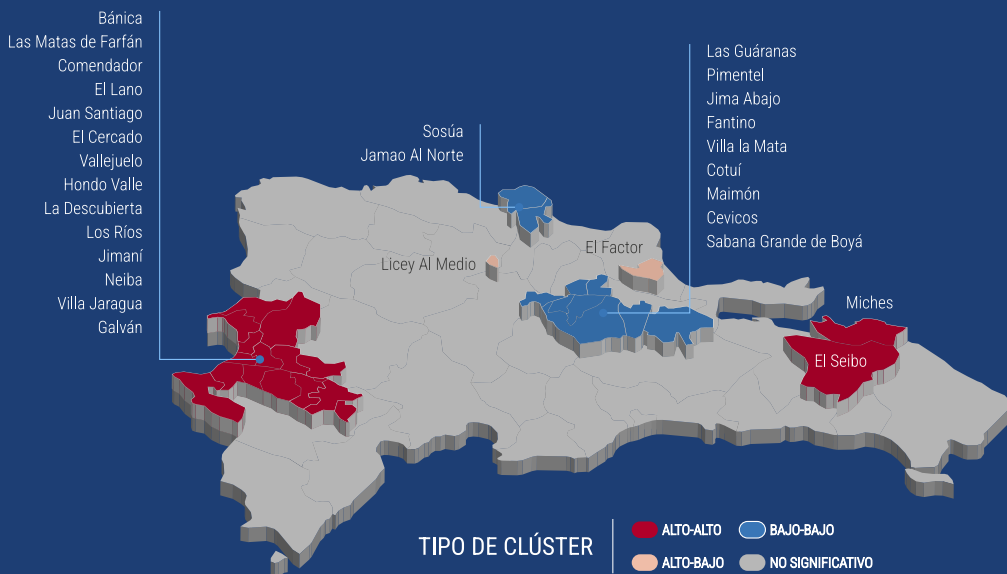 Bánica
Las Matas de Farfán
Comendador
El Lano
Juan Santiago
El Cercado
Vallejuelo
Hondo Valle
La Descubierta
Los Ríos
Jimaní
Neiba
Villa Jaragua
Galván
Sosúa
Jamao Al Norte
Las Guáranas
Pimentel
Jima Abajo
Fantino
Villa la Mata
Cotuí
Maimón
Cevicos
Sabana Grande de Boyá
Licey Al Medio
El Factor
Miches
El Seibo
TIPO DE CLÚSTER
ALTO-ALTO
BAJO-BAJO
ALTO-BAJO
NO SIGNIFICATIVO